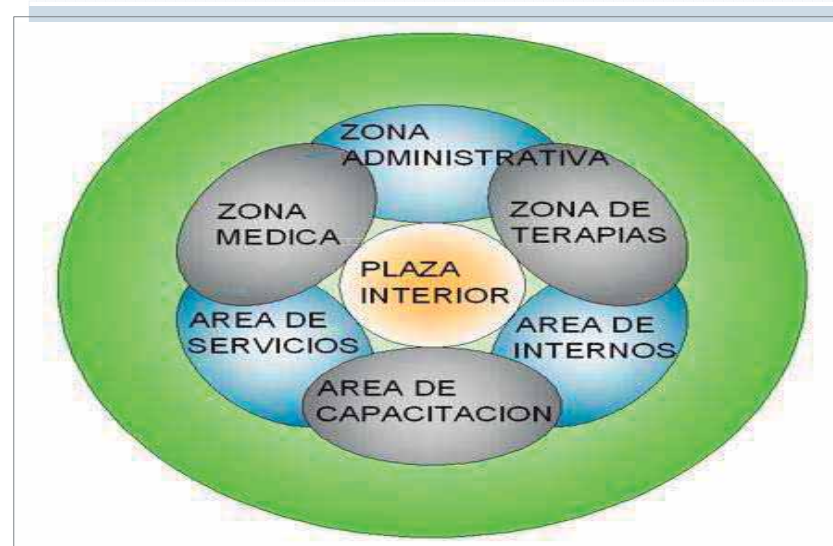 ZONA
ADMINISTRATIVA
ZONA
MEDICA
ZONA DE
TERAPIAS
PLAZA
INTERIOR
AREA DE
SERVICIOS
AREA DE
INTERNOS
AREA DE
CAPACITACION